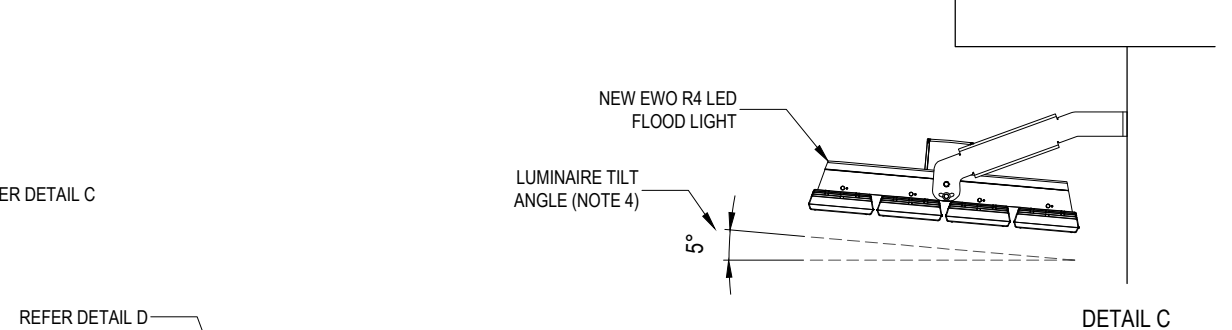 NEW EWO R4 LED
FLOOD LIGHT
LUMINAIRE TILT
ANGLE (NOTE 4)
ER DETAIL C
5°
REFER DETAIL D
DETAIL C